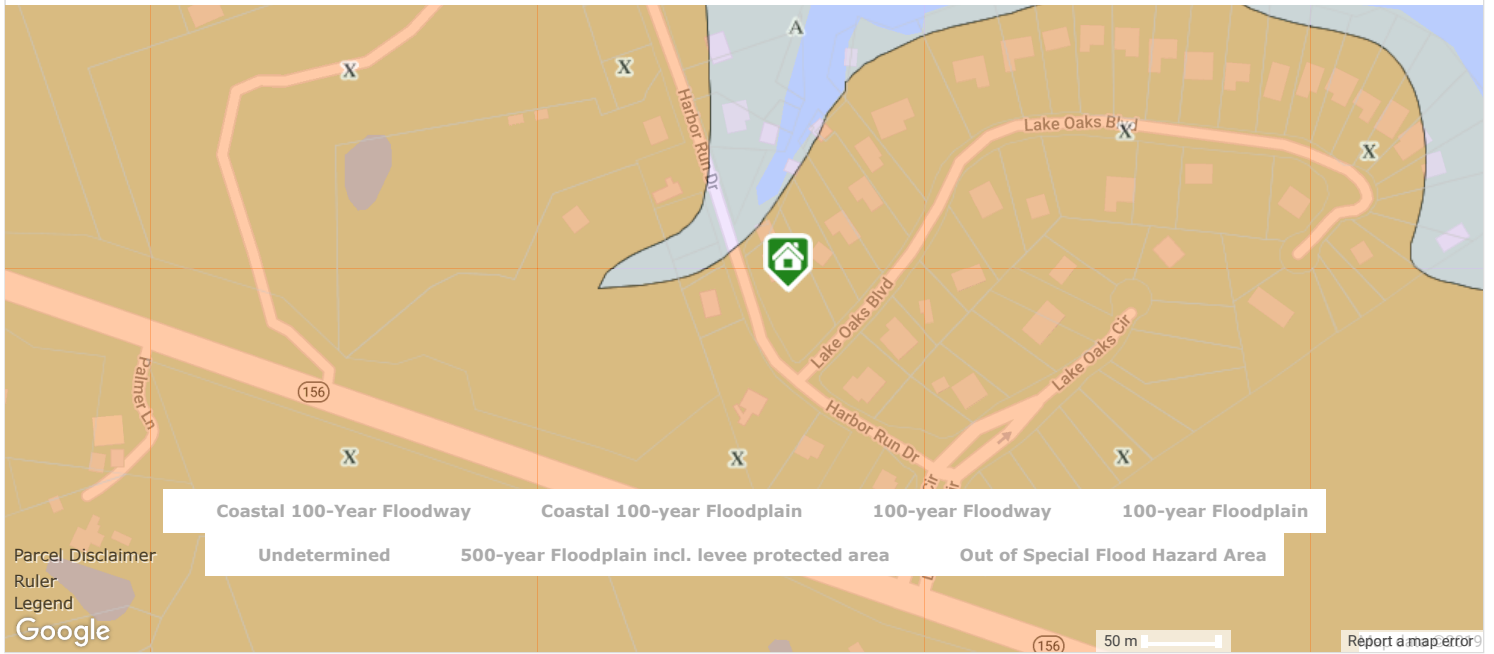 A
X
X
Harbor Run Dr
Lake Oaks Blvd
X
X
Lake Oaks Blvd
Lake Oaks Cir
Palmer Ln
156
Harbor Run Dr
X
X
X
Coastal 100-Year Floodway Coastal 100-year Floodplain 100-year Floodway 100-year Floodplain
Undetermined 500-year Floodplain incl. levee protected area Out of Special Flood Hazard Area
Parcel Disclaimer
Ruler
Legend
Google
156
50 m
Report a map error